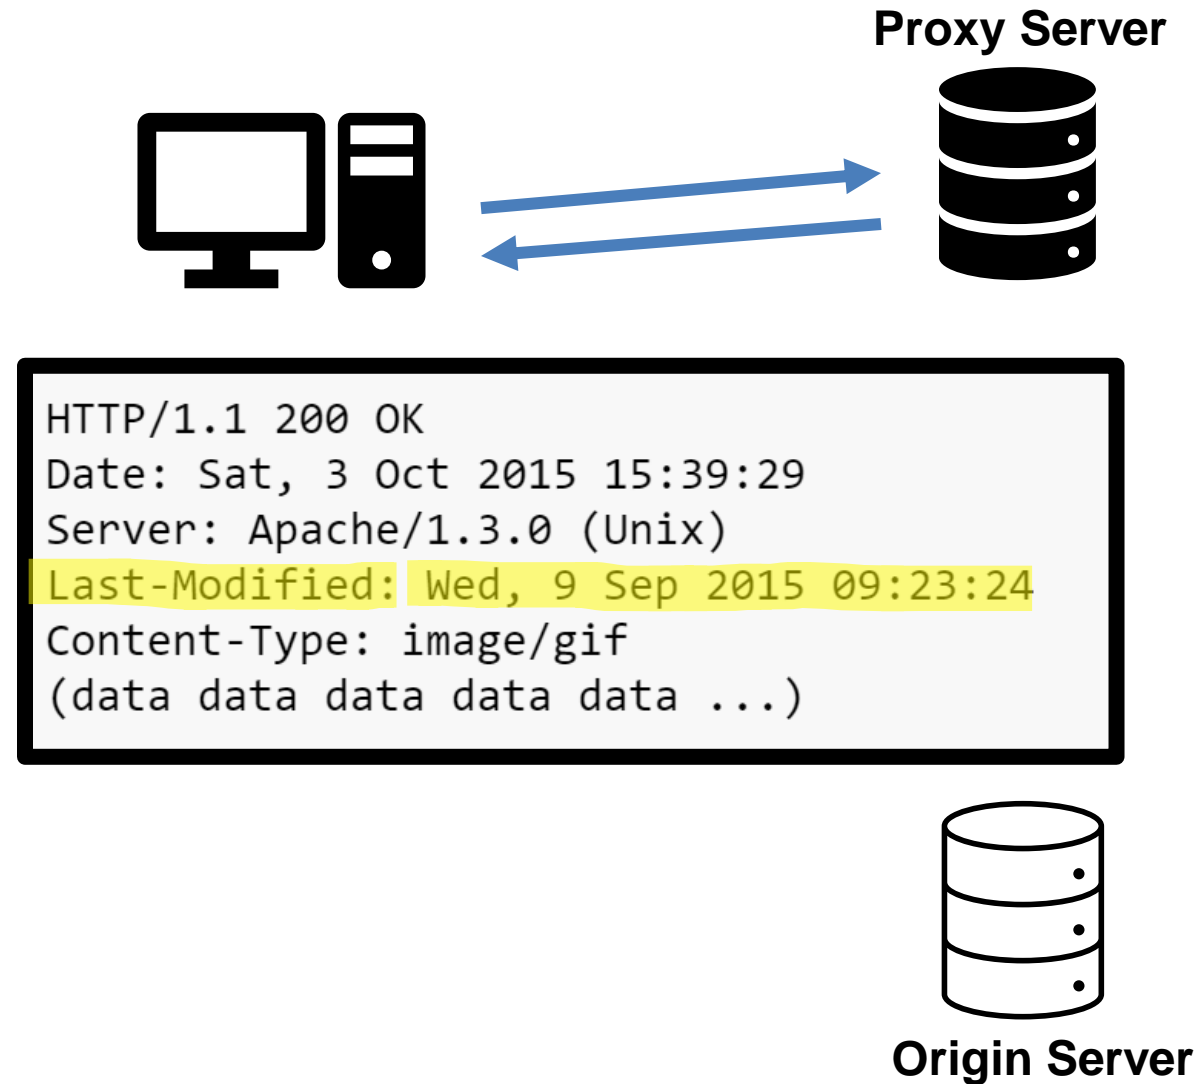 Proxy Server
HTTP/1.1 200 OK
Date: Sat, 3 Oct 2015 15:39:29
Server: Apache/1.3.0 (Unix)
Last-Modified: Wed, 9 Sep 2015 09:23:24
Content-Type: image/gif
(data data data data data ...)
Origin Server